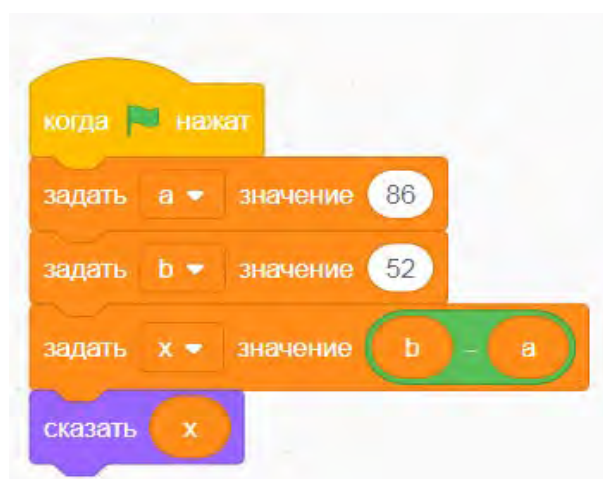 когда нажат
задать a значение 86
задать b значение 52
задать x значение b - a
сказать x